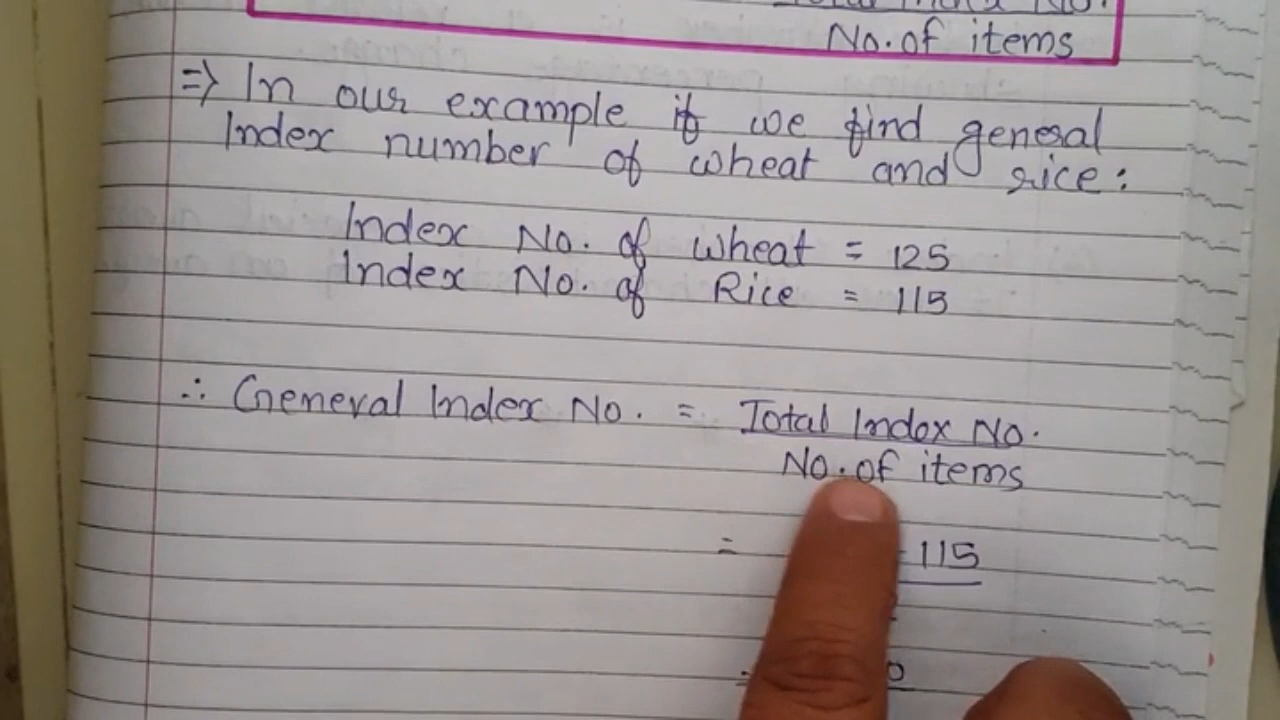 No. of items
=> In our example if we find general
Index number of wheat and rice:
Index No. of wheat = 125
Index No. of Rice = 115
∴ General Index No. = Total Index No.
No. of items
= 115
=